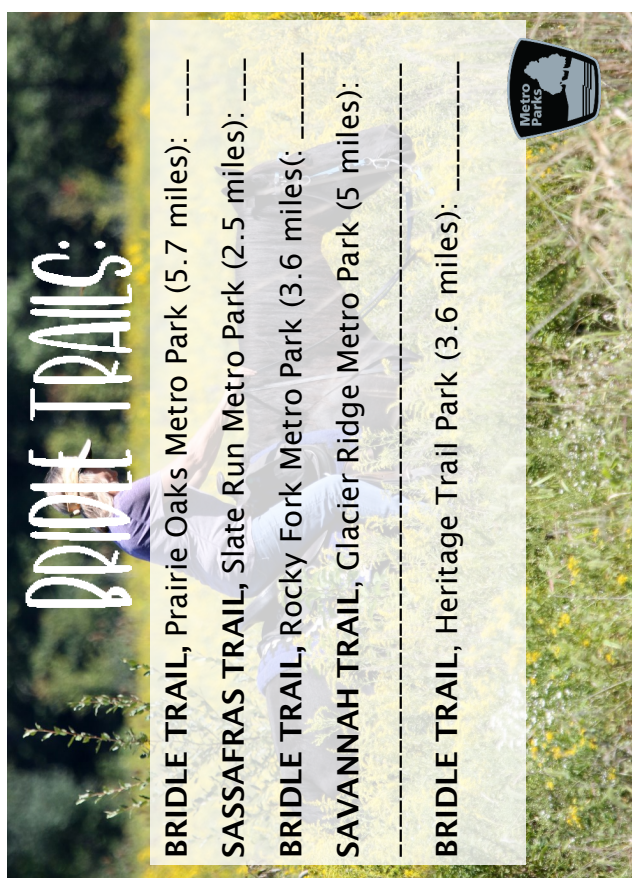 BRIDLE TRAILS:
BRIDLE TRAIL, Prairie Oaks Metro Park (5.7 miles): ____
SASSAFRAS TRAIL, Slate Run Metro Park (2.5 miles): ___
BRIDLE TRAIL, Rocky Fork Metro Park (3.6 miles(: ______
SAVANNAH TRAIL, Glacier Ridge Metro Park (5 miles):
________________________________________________________
BRIDLE TRAIL, Heritage Trail Park (3.6 miles): _________
Metro
Parks